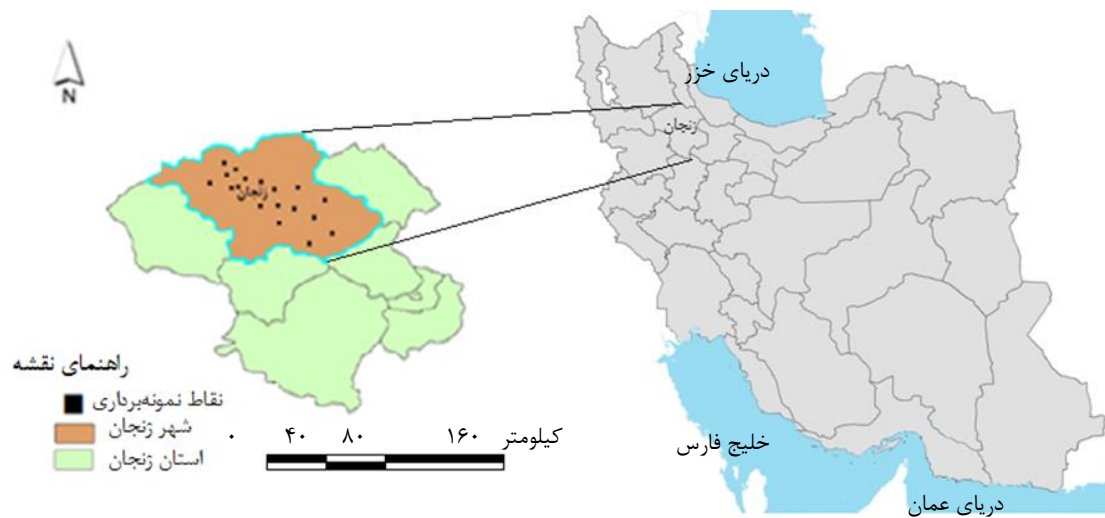 دریای خزر
زنجان
N
زنجان
راهنمای نقشه
نقاط نمونه‌برداری
شهر زنجان
استان زنجان
۰ ۴۰ ۸۰ ۱۶۰ کیلومتر
خلیج فارس
دریای عمان